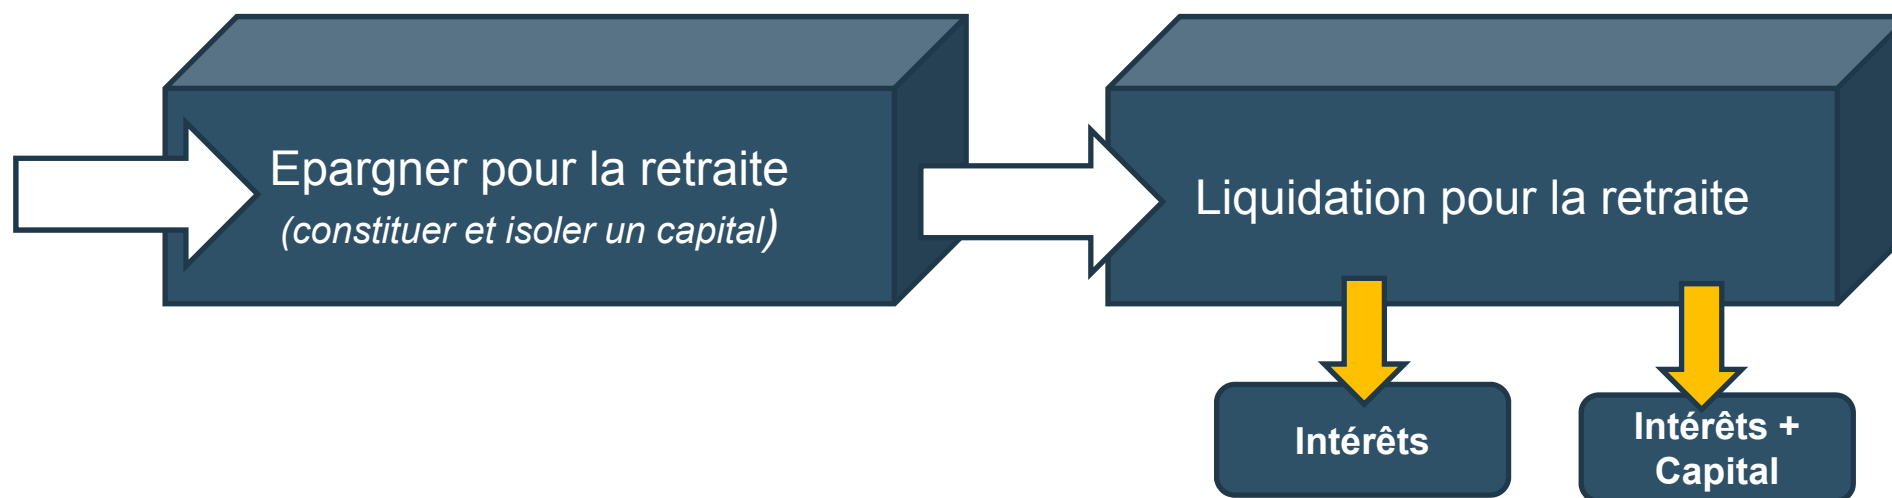 Epargner pour la retraite
(constituer et isoler un capital)
Liquidation pour la retraite
Intérêts
Intérêts +
Capital